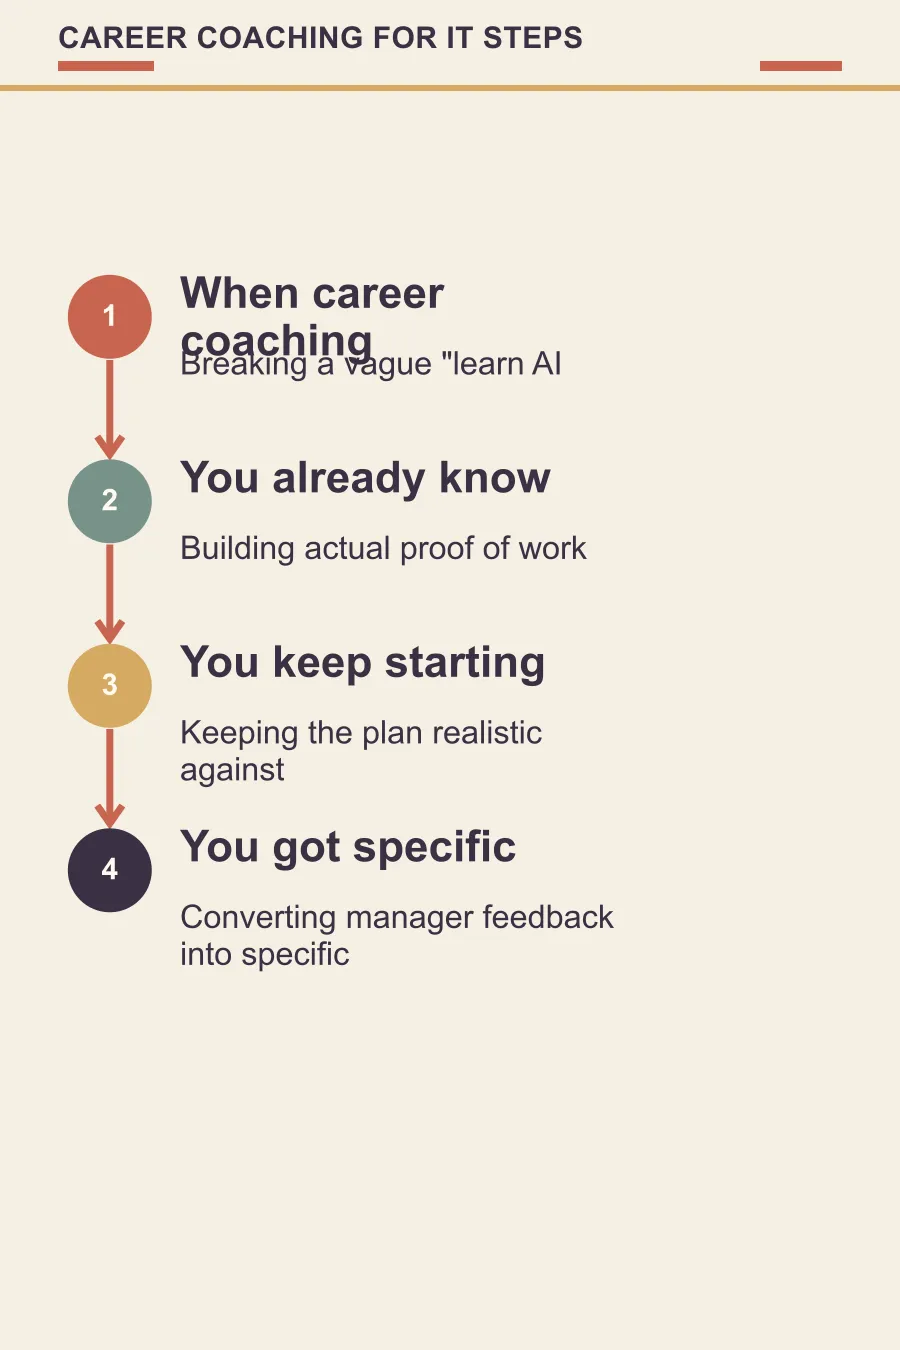 CAREER COACHING FOR IT STEPS
1
When career
coaching
Breaking a vague "learn AI
2
You already know
Building actual proof of work
3
You keep starting
Keeping the plan realistic
against
4
You got specific
Converting manager feedback
into specific